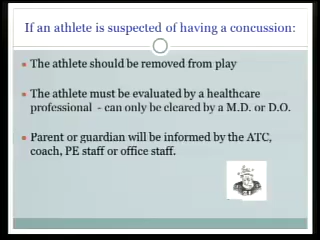 If an athlete is suspected of having a concussion:
The athlete should be removed from play
The athlete must be evaluated by a healthcare
professional - can only be cleared by a M.D. or D.O.
Parent or guardian will be informed by the ATC,
coach, PE staff or office staff.